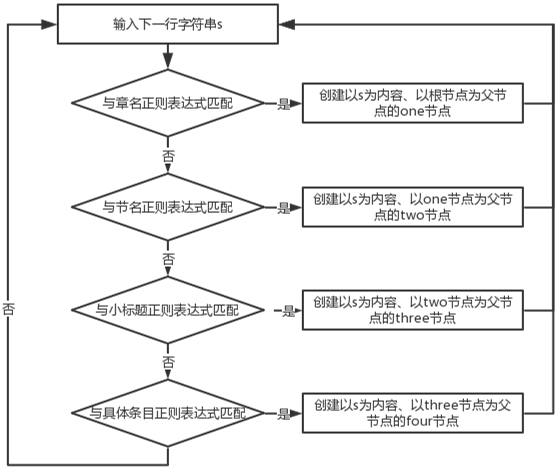 输入下一行字符串s
与章名正则表达式匹配
是
创建以s为内容、以根节点为父节
点的one节点
否
与节名正则表达式匹配
是
创建以s为内容、以one节点为父节
点的two节点
否
与小标题正则表达式匹配
是
创建以s为内容、以two节点为父节
点的three节点
否
否
与具体条目正则表达式匹配
是
创建以s为内容、以three节点为父
节点的four节点